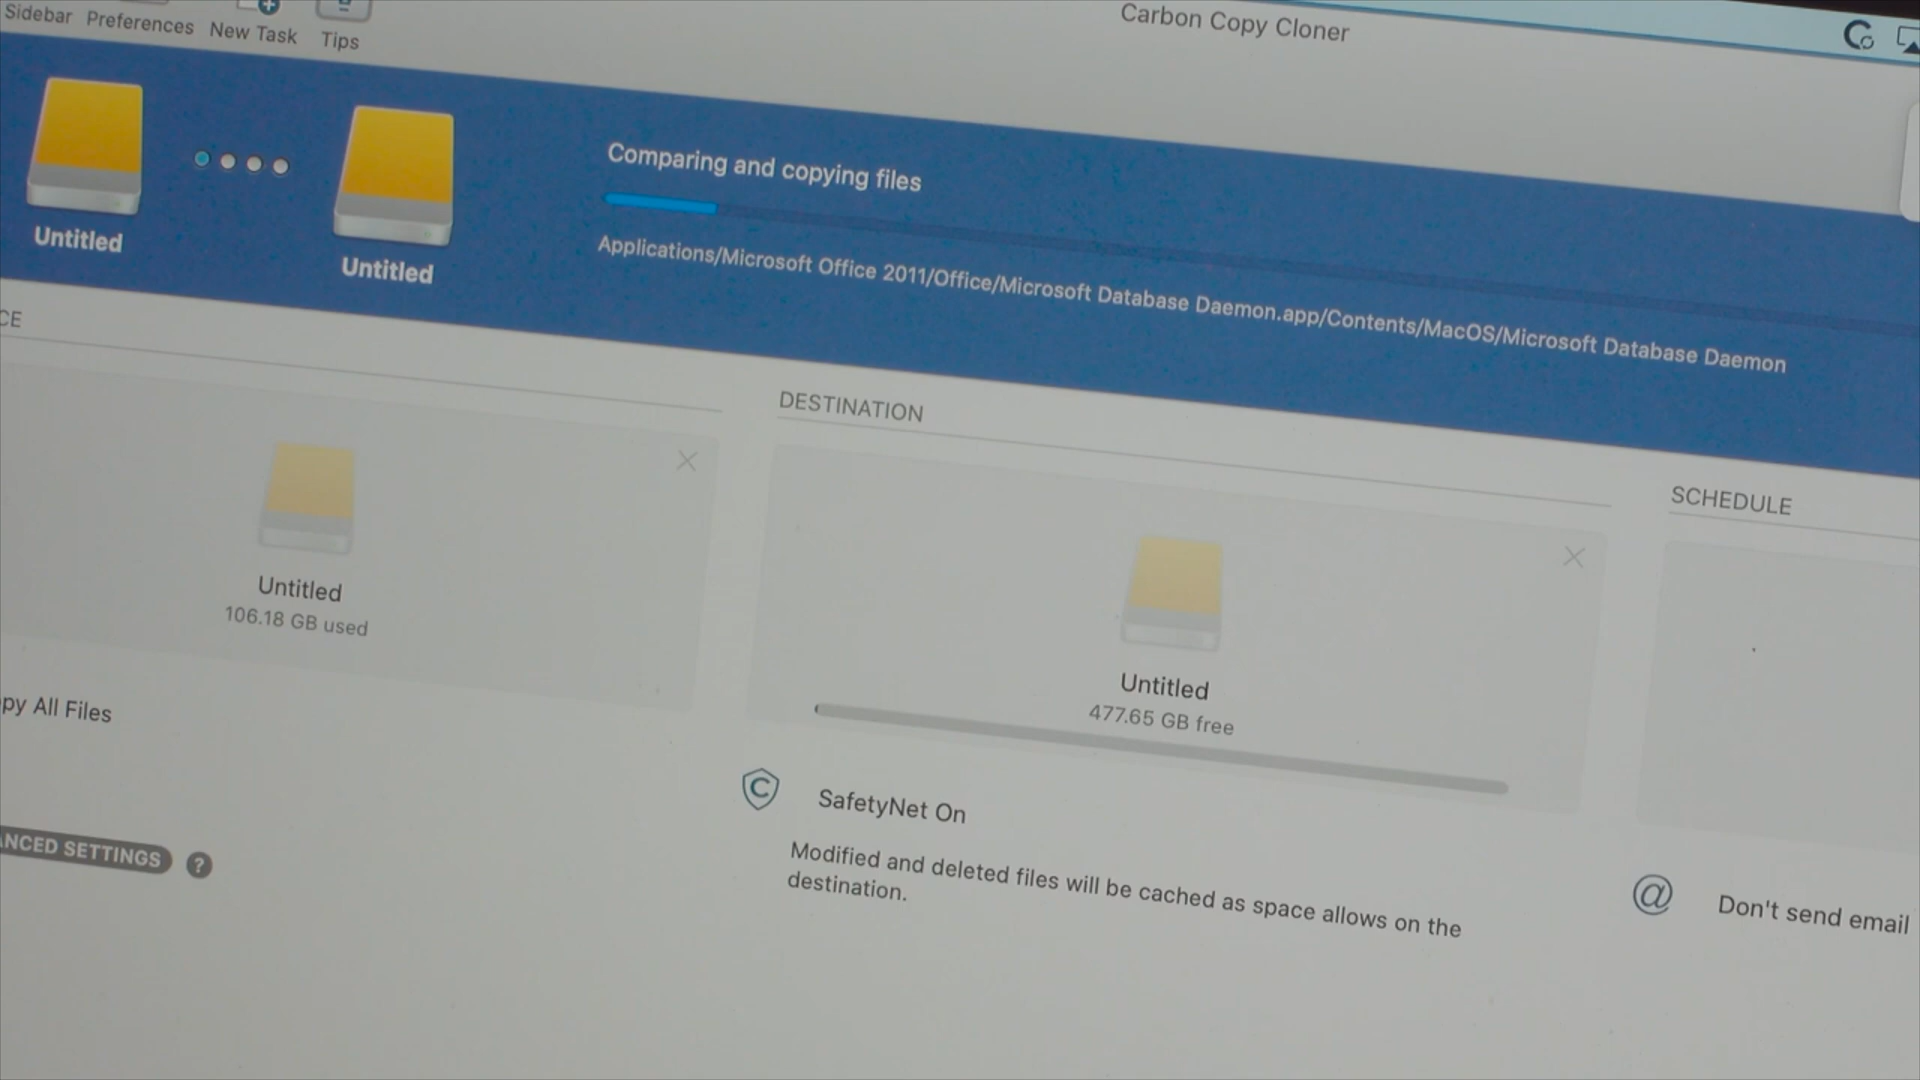 Carbon Copy Cloner
Sidebar
Preferences
New Task
Tips
Untitled
Untitled
Comparing and copying files
Applications/Microsoft Office 2011/Office/Microsoft Database Daemon.app/Contents/MacOS/Microsoft Database Daemon
CE
Untitled
106.18 GB used
py All Files
ANCED SETTINGS
?
DESTINATION
Untitled
477.65 GB free
SafetyNet On
Modified and deleted files will be cached as space allows on the
destination.
SCHEDULE
@ Don't send email